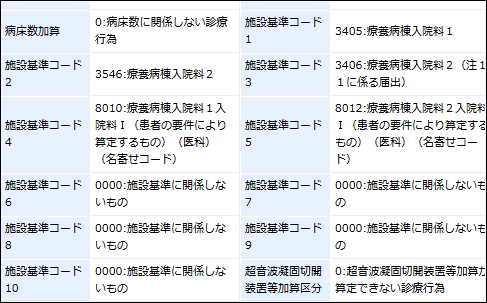 病床数加算
0:病床数に関係しない診療
行為
施設基準コード
1
3405:療養病棟入院料１
施設基準コード
2
3546:療養病棟入院料２
施設基準コード
3
3406:療養病棟入院料２（注１
１に係る届出）
施設基準コード
4
8010:療養病棟入院料１入
院料Ⅰ（患者の要件により
算定するもの）（医科）
（名寄せコード）
施設基準コード
5
8012:療養病棟入院料２入院料
Ⅰ（患者の要件により算定する
もの）（医科）（名寄せコー
ド）
施設基準コード
6
0000:施設基準に関係しな
いもの
施設基準コード
7
0000:施設基準に関係しないも
の
施設基準コード
8
0000:施設基準に関係しな
いもの
施設基準コード
9
0000:施設基準に関係しないも
の
施設基準コード
10
0000:施設基準に関係しな
いもの
超音波凝固切開
装置等加算区分
0:超音波凝固切開装置等加算が
算定できない診療行為